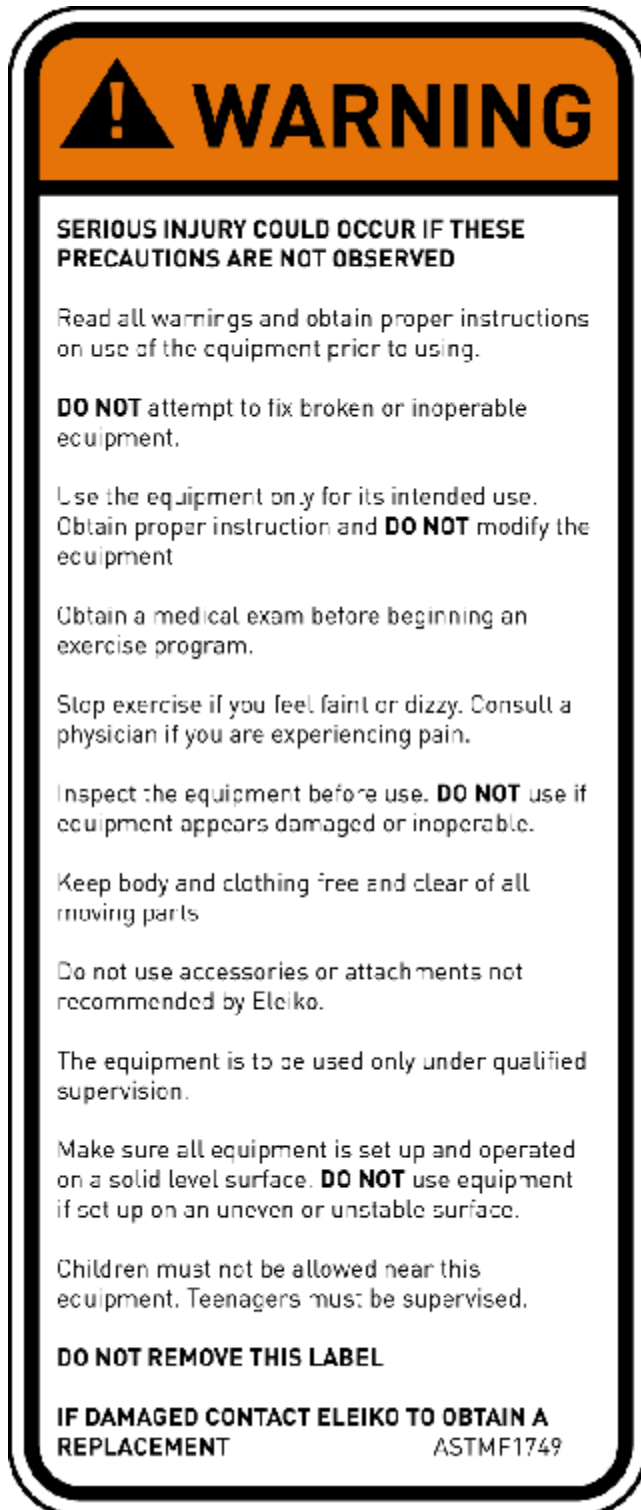 WARNING
SERIOUS INJURY COULD OCCUR IF THESE
PRECAUTIONS ARE NOT OBSERVED
Read all warnings and obtain proper instructions
on use of the equipment prior to using.
DO NOT attempt to fix broken or inoperable
equipment.
Use the equipment only for its intended use.
Obtain proper instruction and DO NOT modify the
equipment
Obtain a medical exam before beginning an
exercise program.
Stop exercise if you feel faint or dizzy. Consult a
physician if you are experiencing pain.
Inspect the equipment before use. DO NOT use if
equipment appears damaged or inoperable.
Keep body and clothing free and clear of all
moving parts
Do not use accessories or attachments not
recommended by Eleiko.
The equipment is to be used only under qualified
supervision.
Make sure all equipment is set up and operated
on a solid level surface. DO NOT use equipment
if set up on an uneven or unstable surface.
Children must not be allowed near this
equipment. Teenagers must be supervised.
DO NOT REMOVE THIS LABEL
IF DAMAGED CONTACT ELEIKO TO OBTAIN A
REPLACEMENT ASTMF1749